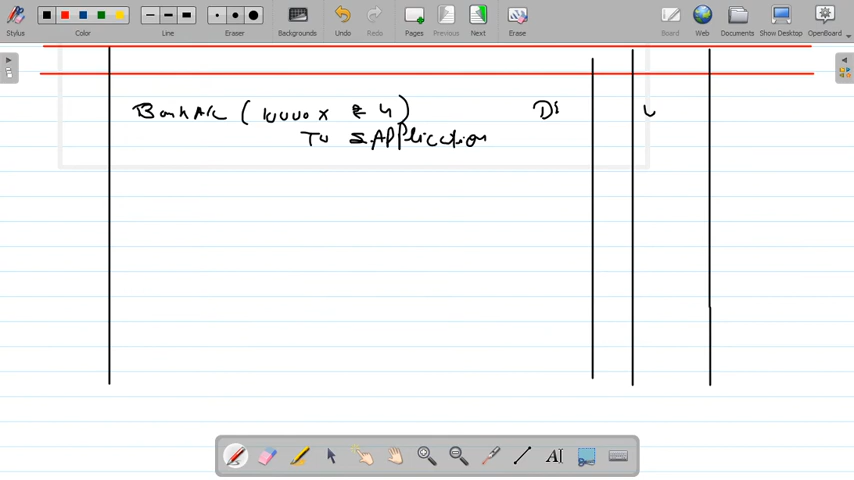 Stylus Color Line Eraser Backgrounds Undo Redo Pages Previous Next Erase Board Web Documents Show Desktop OpenBoard
Bank A/c ( 10000 x ₹ 4 ) Dr
To S. Application